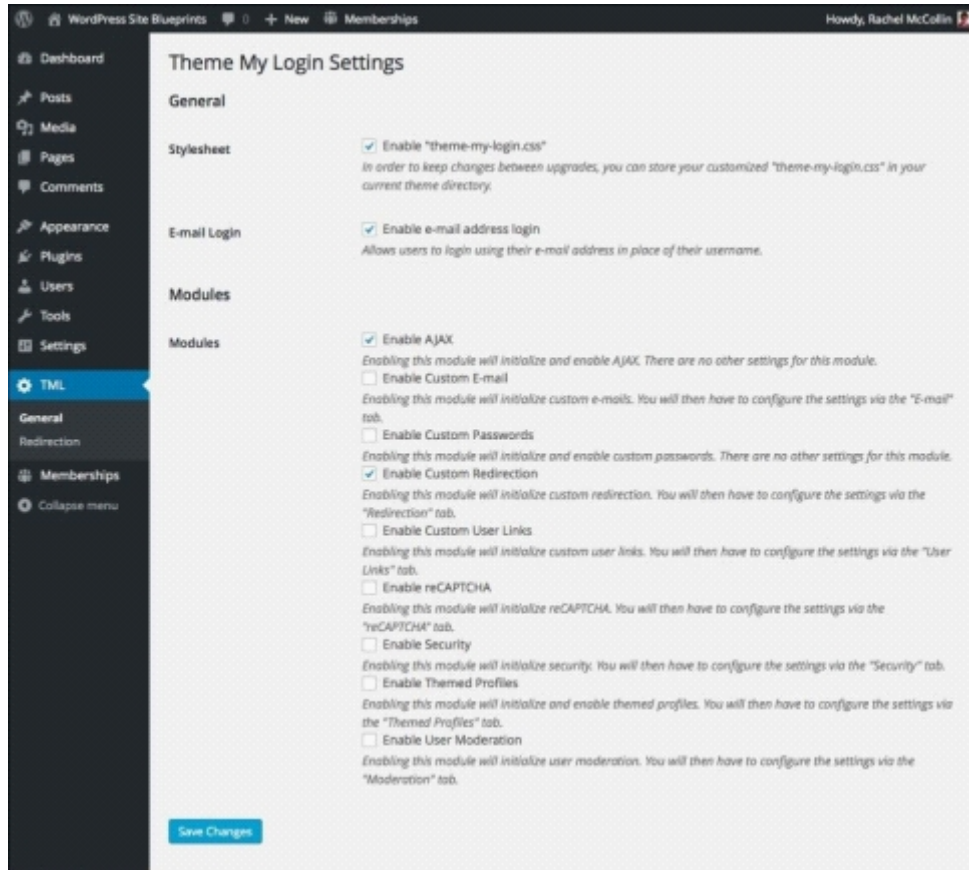 WordPress Site Blueprints 0 + New Memberships Howdy, Rachel McCollin
Dashboard
Posts
Media
Pages
Comments
Appearance
Plugins
Users
Tools
Settings
TML
General
Redirection
Memberships
Collapse menu
Theme My Login Settings
General
Stylesheet
Enable "theme-my-login.css"
In order to keep changes between upgrades, you can store your customized "theme-my-login.css" in your
current theme directory.
E-mail Login
Enable e-mail address login
Allows users to login using their e-mail address in place of their username.
Modules
Modules
Enable AJAX
Enabling this module will initialize and enable AJAX. There are no other settings for this module.
Enable Custom E-mail
Enabling this module will initialize custom e-mails. You will then have to configure the settings via the "E-mail"
tab.
Enable Custom Passwords
Enabling this module will initialize and enable custom passwords. There are no other settings for this module.
Enable Custom Redirection
Enabling this module will initialize custom redirection. You will then have to configure the settings via the
"Redirection" tab.
Enable Custom User Links
Enabling this module will initialize custom user links. You will then have to configure the settings via the "User
Links" tab.
Enable reCAPTCHA
Enabling this module will initialize reCAPTCHA. You will then have to configure the settings via the
"reCAPTCHA" tab.
Enable Security
Enabling this module will initialize security. You will then have to configure the settings via the "Security" tab.
Enable Themed Profiles
Enabling this module will initialize and enable themed profiles. You will then have to configure the settings via
the "Themed Profiles" tab.
Enable User Moderation
Enabling this module will initialize user moderation. You will then have to configure the settings via the
"Moderation" tab.
Save Changes